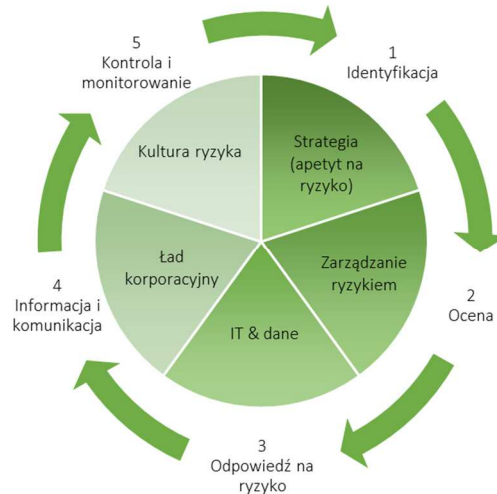 5
Kontrola i
monitorowanie
1
Identyfikacja
Kultura ryzyka
Strategia
(apetyt na
ryzyko)
Ład
korporacyjny
Zarządzanie
ryzykiem
4
Informacja i
komunikacja
2
Ocena
IT & dane
3
Odpowiedź na
ryzyko